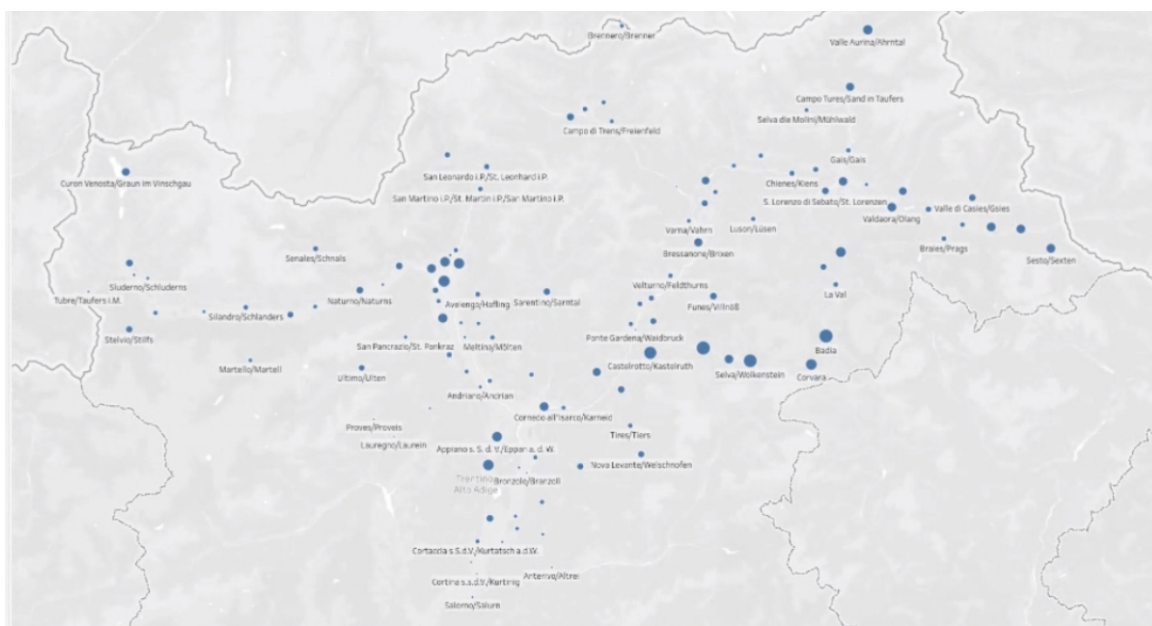 Brennero/Brenner
Valle Aurina/Ahrntal
Campo Tures/Sand in Taufers
Selva die Molini/Mühlwald
Campo di Trens/Freienfeld
Gais/Gais
San Leonardo i.P./St. Leonhard i.P.
Curon Venosta/Graun im Vinschgau
Chienes/Kiens
San Martino i.P./St. Martin i.P./San Martino i.P.
S. Lorenzo di Sebato/St. Lorenzen
Valle di Casies/Gsies
Valdaora/Olang
Varna/Vahrn
Luson/Lüsen
Braies/Prags
Bressanone/Brixen
Senales/Schnals
Sesto/Sexten
Sluderno/Schluderns
Velturno/Feldthurns
La Val
Tubre/Taufers i.M.
Naturno/Naturns
Avelengo/Hafling
Sarentino/Sarntal
Funes/Villnöß
Silandro/Schlanders
Stelvio/Stilfs
Ponte Gardena/Waidbruck
San Pancrazio/St. Pankraz
Meltina/Mölten
Badia
Castelrotto/Kastelruth
Martello/Martell
Selva/Wolkenstein
Corvara
Ultimo/Ulten
Andriano/Andrian
Cornedo all'Isarco/Karneid
Proves/Proveis
Tires/Tiers
Lauregno/Laurein
Appiano s. S. d. V./Eppan a. d. W.
Nova Levante/Welschnofen
Trentino
Alto Adige
Bronzolo/Branzoll
Cortaccia s.S.d.V./Kurtatsch a.d.W.
Anterivo/Altrei
Cortina s.s.d.V./Kurtinig
Salorno/Salurn